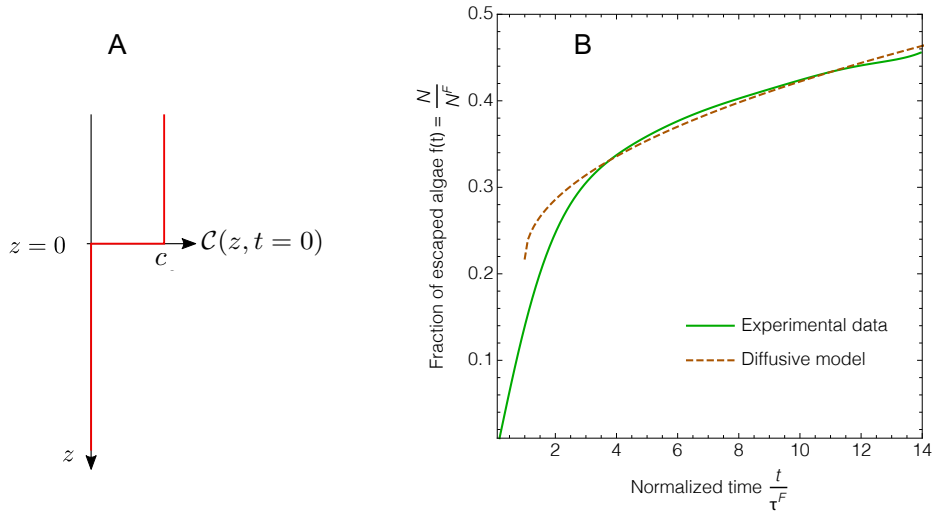 A
z = 0
c
C(z, t = 0)
z
B
Fraction of escaped algae f(t) = N/N^F
0.5
0.4
0.3
0.2
0.1
Experimental data
Diffusive model
2 4 6 8 10 12 14
Normalized time t/τ^F